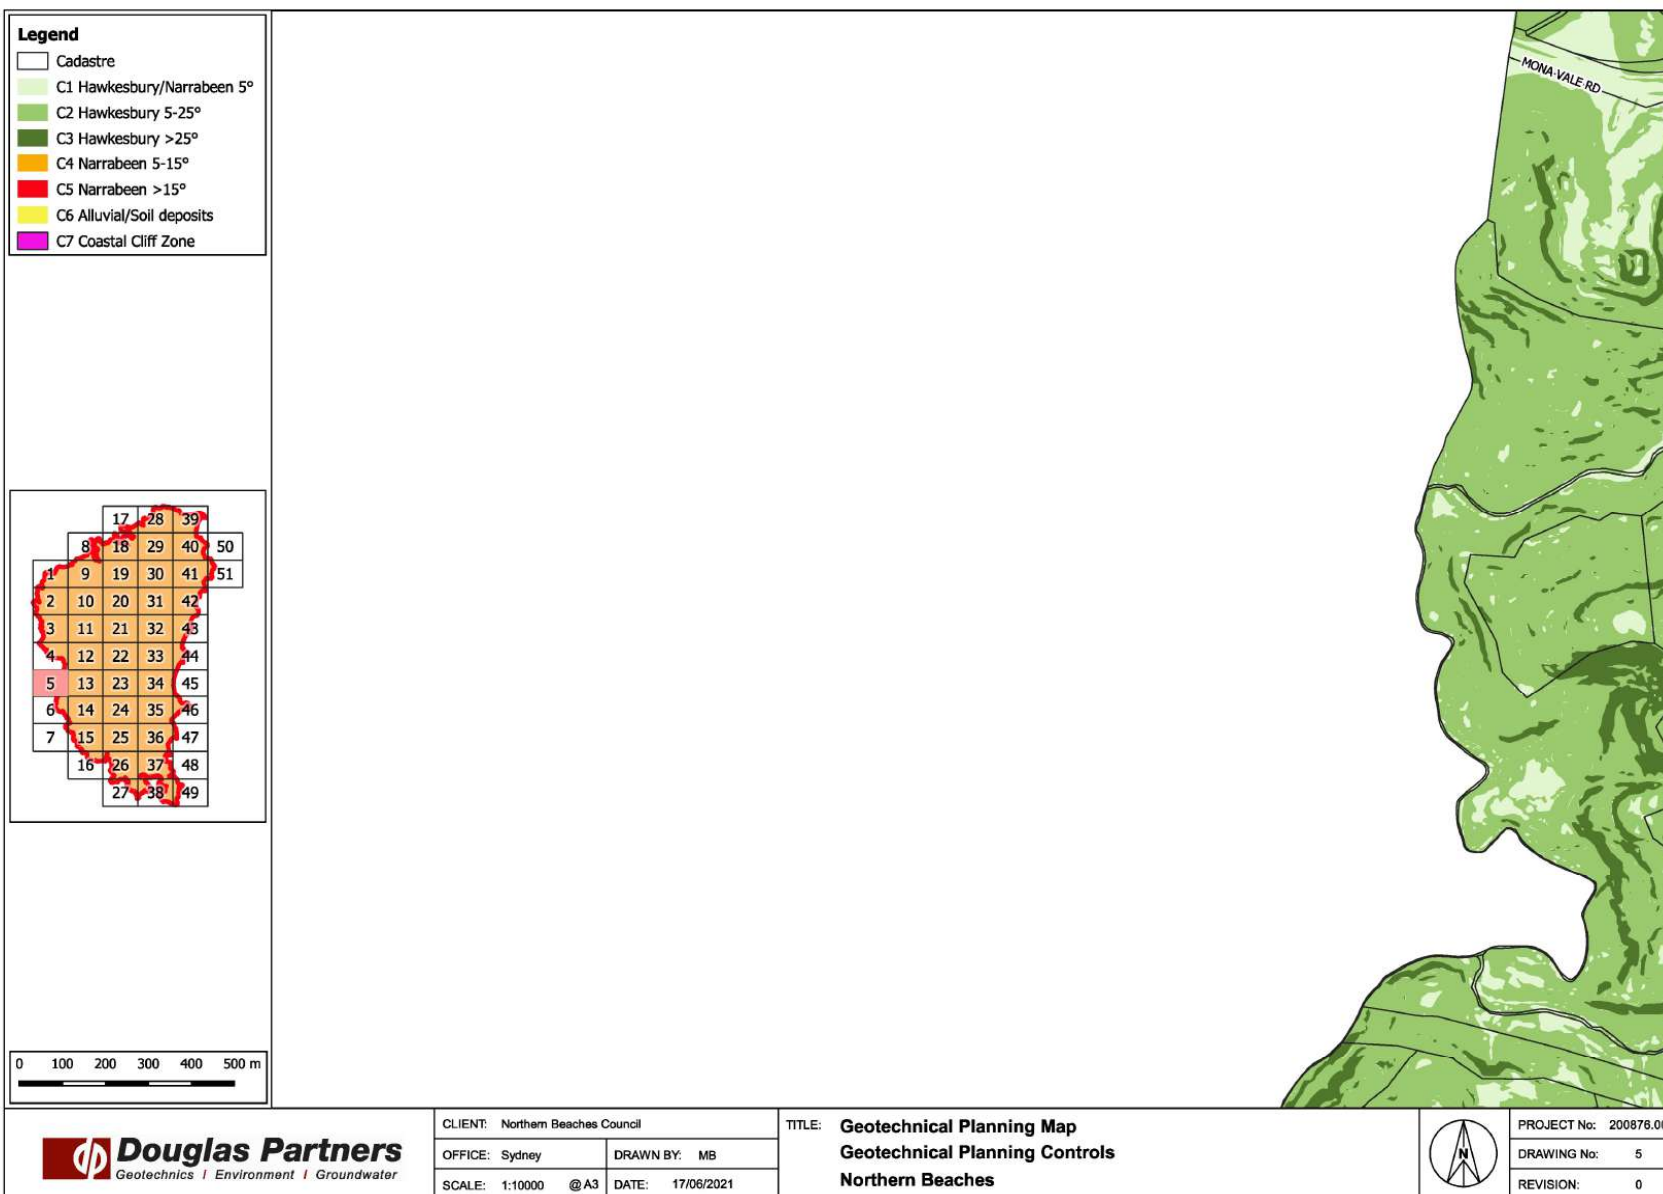 Legend
Cadastre
C1 Hawkesbury/Narrabeen 5°
C2 Hawkesbury 5-25°
C3 Hawkesbury >25°
C4 Narrabeen 5-15°
C5 Narrabeen >15°
C6 Alluvial/Soil deposits
C7 Coastal Cliff Zone
MONA VALE RD
17 28 39
8 18 29 40 50
1 9 19 30 41 51
2 10 20 31 42
3 11 21 32 43
4 12 22 33 44
5 13 23 34 45
6 14 24 35 46
7 15 25 36 47
16 26 37 48
27 38 49
0 100 200 300 400 500 m
Douglas Partners
Geotechnics | Environment | Groundwater
CLIENT: Northern Beaches Council
OFFICE: Sydney DRAWN BY: MB
SCALE: 1:10000 @ A3 DATE: 17/06/2021
TITLE: Geotechnical Planning Map
Geotechnical Planning Controls
Northern Beaches
N
PROJECT No: 200876.0
DRAWING No: 5
REVISION: 0